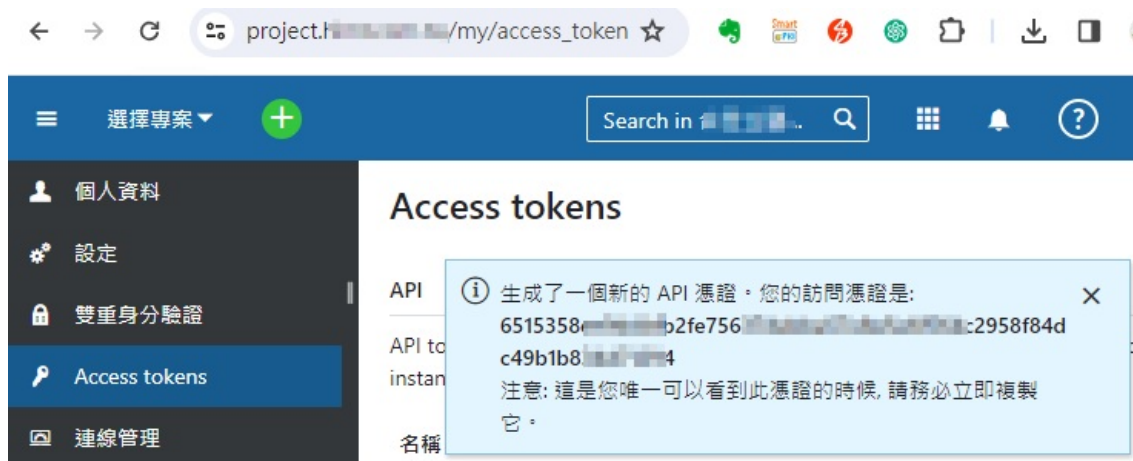 project.h /my/access_token
Smart
PKI
選擇專案
Search in ..
個人資料
設定
雙重身分驗證
Access tokens
連線管理
Access tokens
API
API to
instan
名稱
生成了一個新的 API 憑證。您的訪問憑證是:
6515358 b2fe756 c2958f84d
c49b1b8 4
注意: 這是您唯一可以看到此憑證的時候, 請務必立即複製
它。